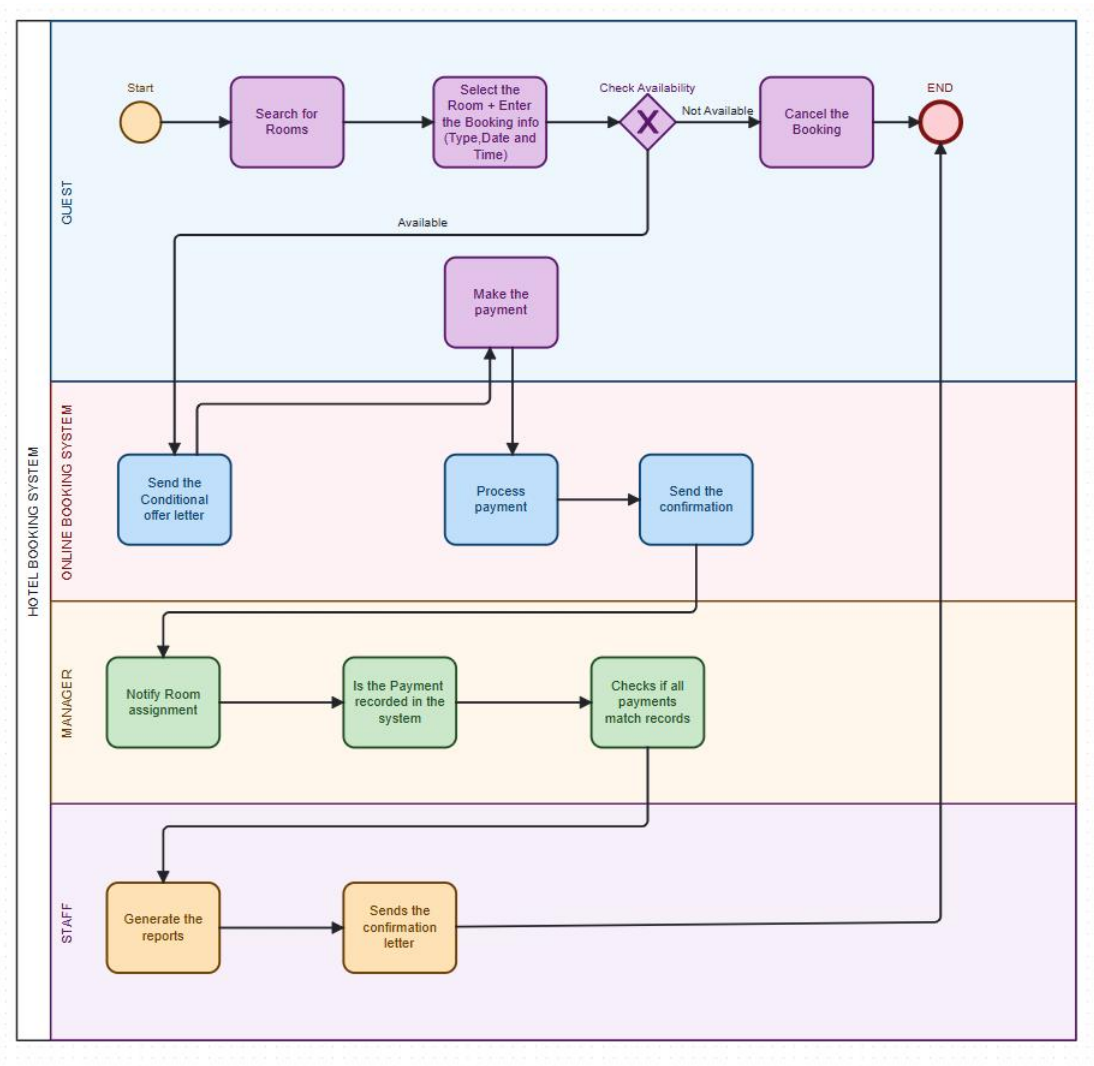 HOTEL BOOKING SYSTEM
GUEST
Start
Search for
Rooms
Select the
Room + Enter
the Booking info
(Type,Date and
Time)
Check Availability
X
Not Available
Cancel the
Booking
END
Available
Make the
payment
ONLINE BOOKING SYSTEM
Send the
Conditional
offer letter
Process
payment
Send the
confirmation
MANAGER
Notify Room
assignment
Is the Payment
recorded in the
system
Checks if all
payments
match records
STAFF
Generate the
reports
Sends the
confirmation
letter